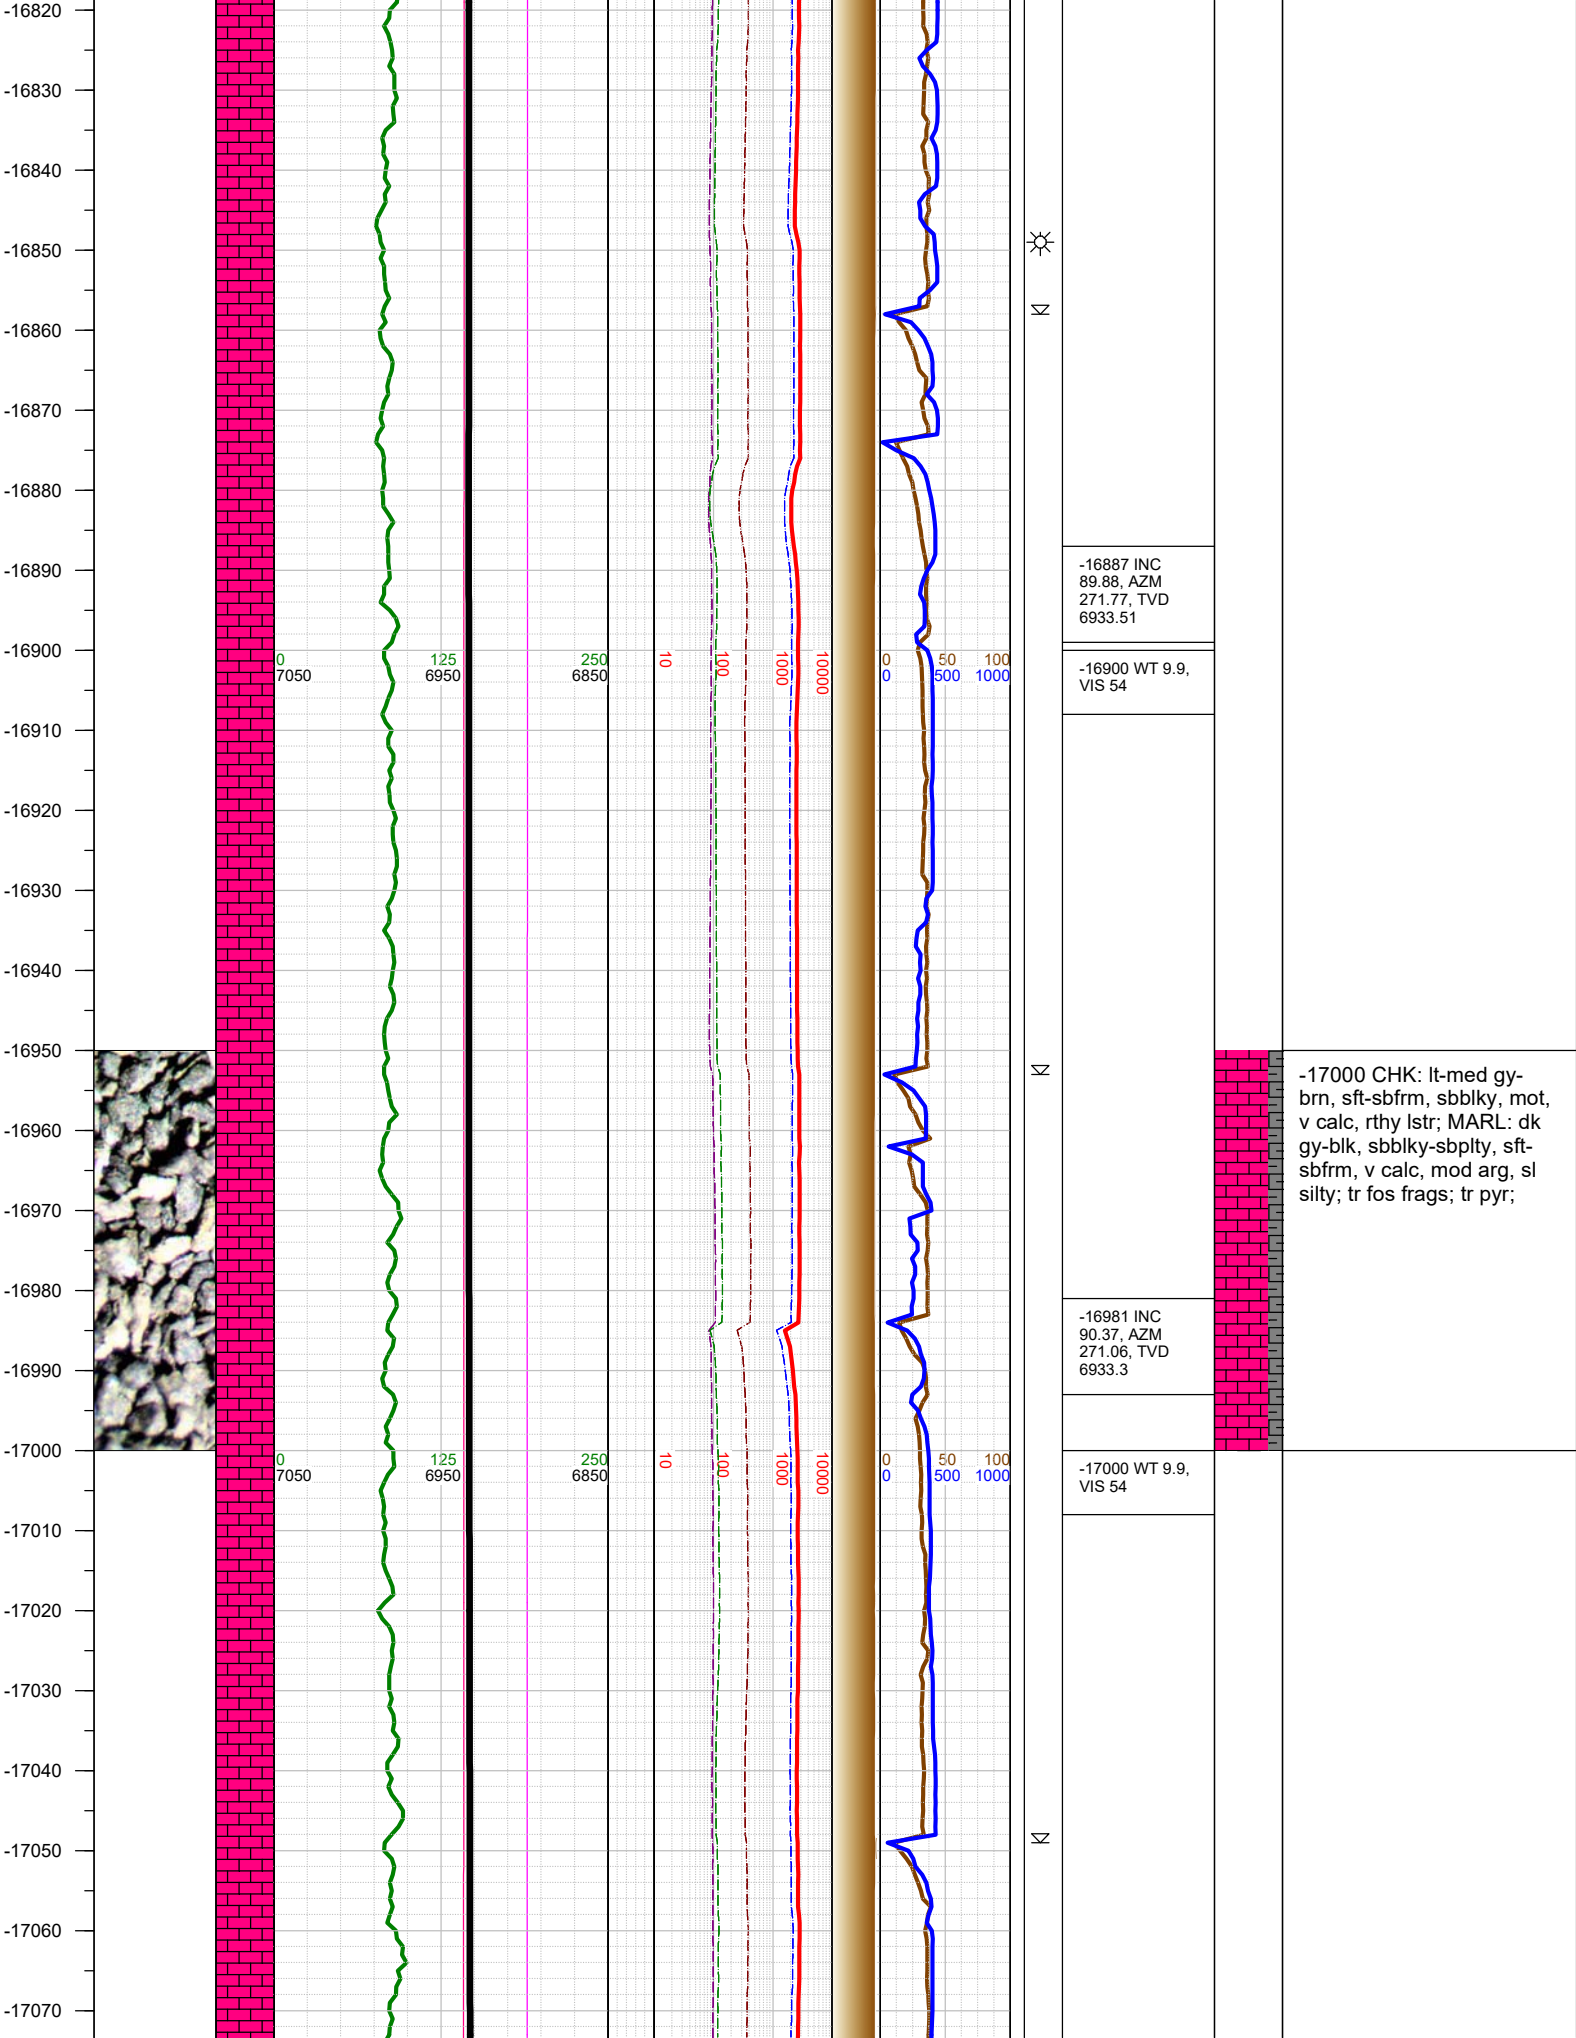 -16820
-16830
-16840
-16850
-16860
-16870
-16880
-16890
-16887 INC
89.88, AZM
271.77, TVD
6933.51
-16900
0 125 250
7050 6950 6850
10 100 1000 10000
0 50 100
0 500 1000
-16900 WT 9.9,
VIS 54
-16910
-16920
-16930
-16940
-16950
-17000 CHK: lt-med gy-
brn, sft-sbfrm, sbblky, mot,
v calc, rthy lstr; MARL: dk
gy-blk, sbblky-sbplty, sft-
sbfrm, v calc, mod arg, sl
silty; tr fos frags; tr pyr;
-16960
-16970
-16980
-16981 INC
90.37, AZM
271.06, TVD
6933.3
-16990
-17000
0 125 250
7050 6950 6850
10 100 1000 10000
0 50 100
0 500 1000
-17000 WT 9.9,
VIS 54
-17010
-17020
-17030
-17040
-17050
-17060
-17070